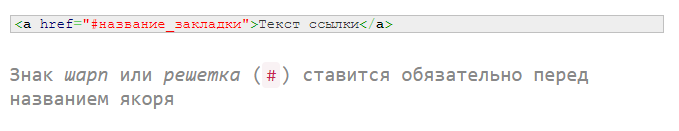 <a href="#название_закладки">Текст ссылки</a>
Знак шарп или решетка (#) ставится обязательно перед
названием якоря